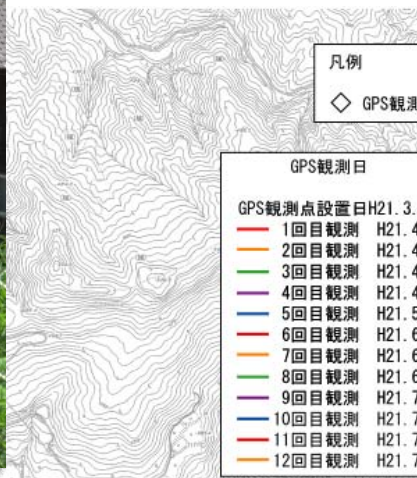 凡例
◇ GPS観測
GPS観測日
GPS観測点設置日H21.3.
1回目観測 H21.4
2回目観測 H21.4
3回目観測 H21.4
4回目観測 H21.4
5回目観測 H21.5
6回目観測 H21.6
7回目観測 H21.6
8回目観測 H21.6
9回目観測 H21.7
10回目観測 H21.7
11回目観測 H21.7
12回目観測 H21.7